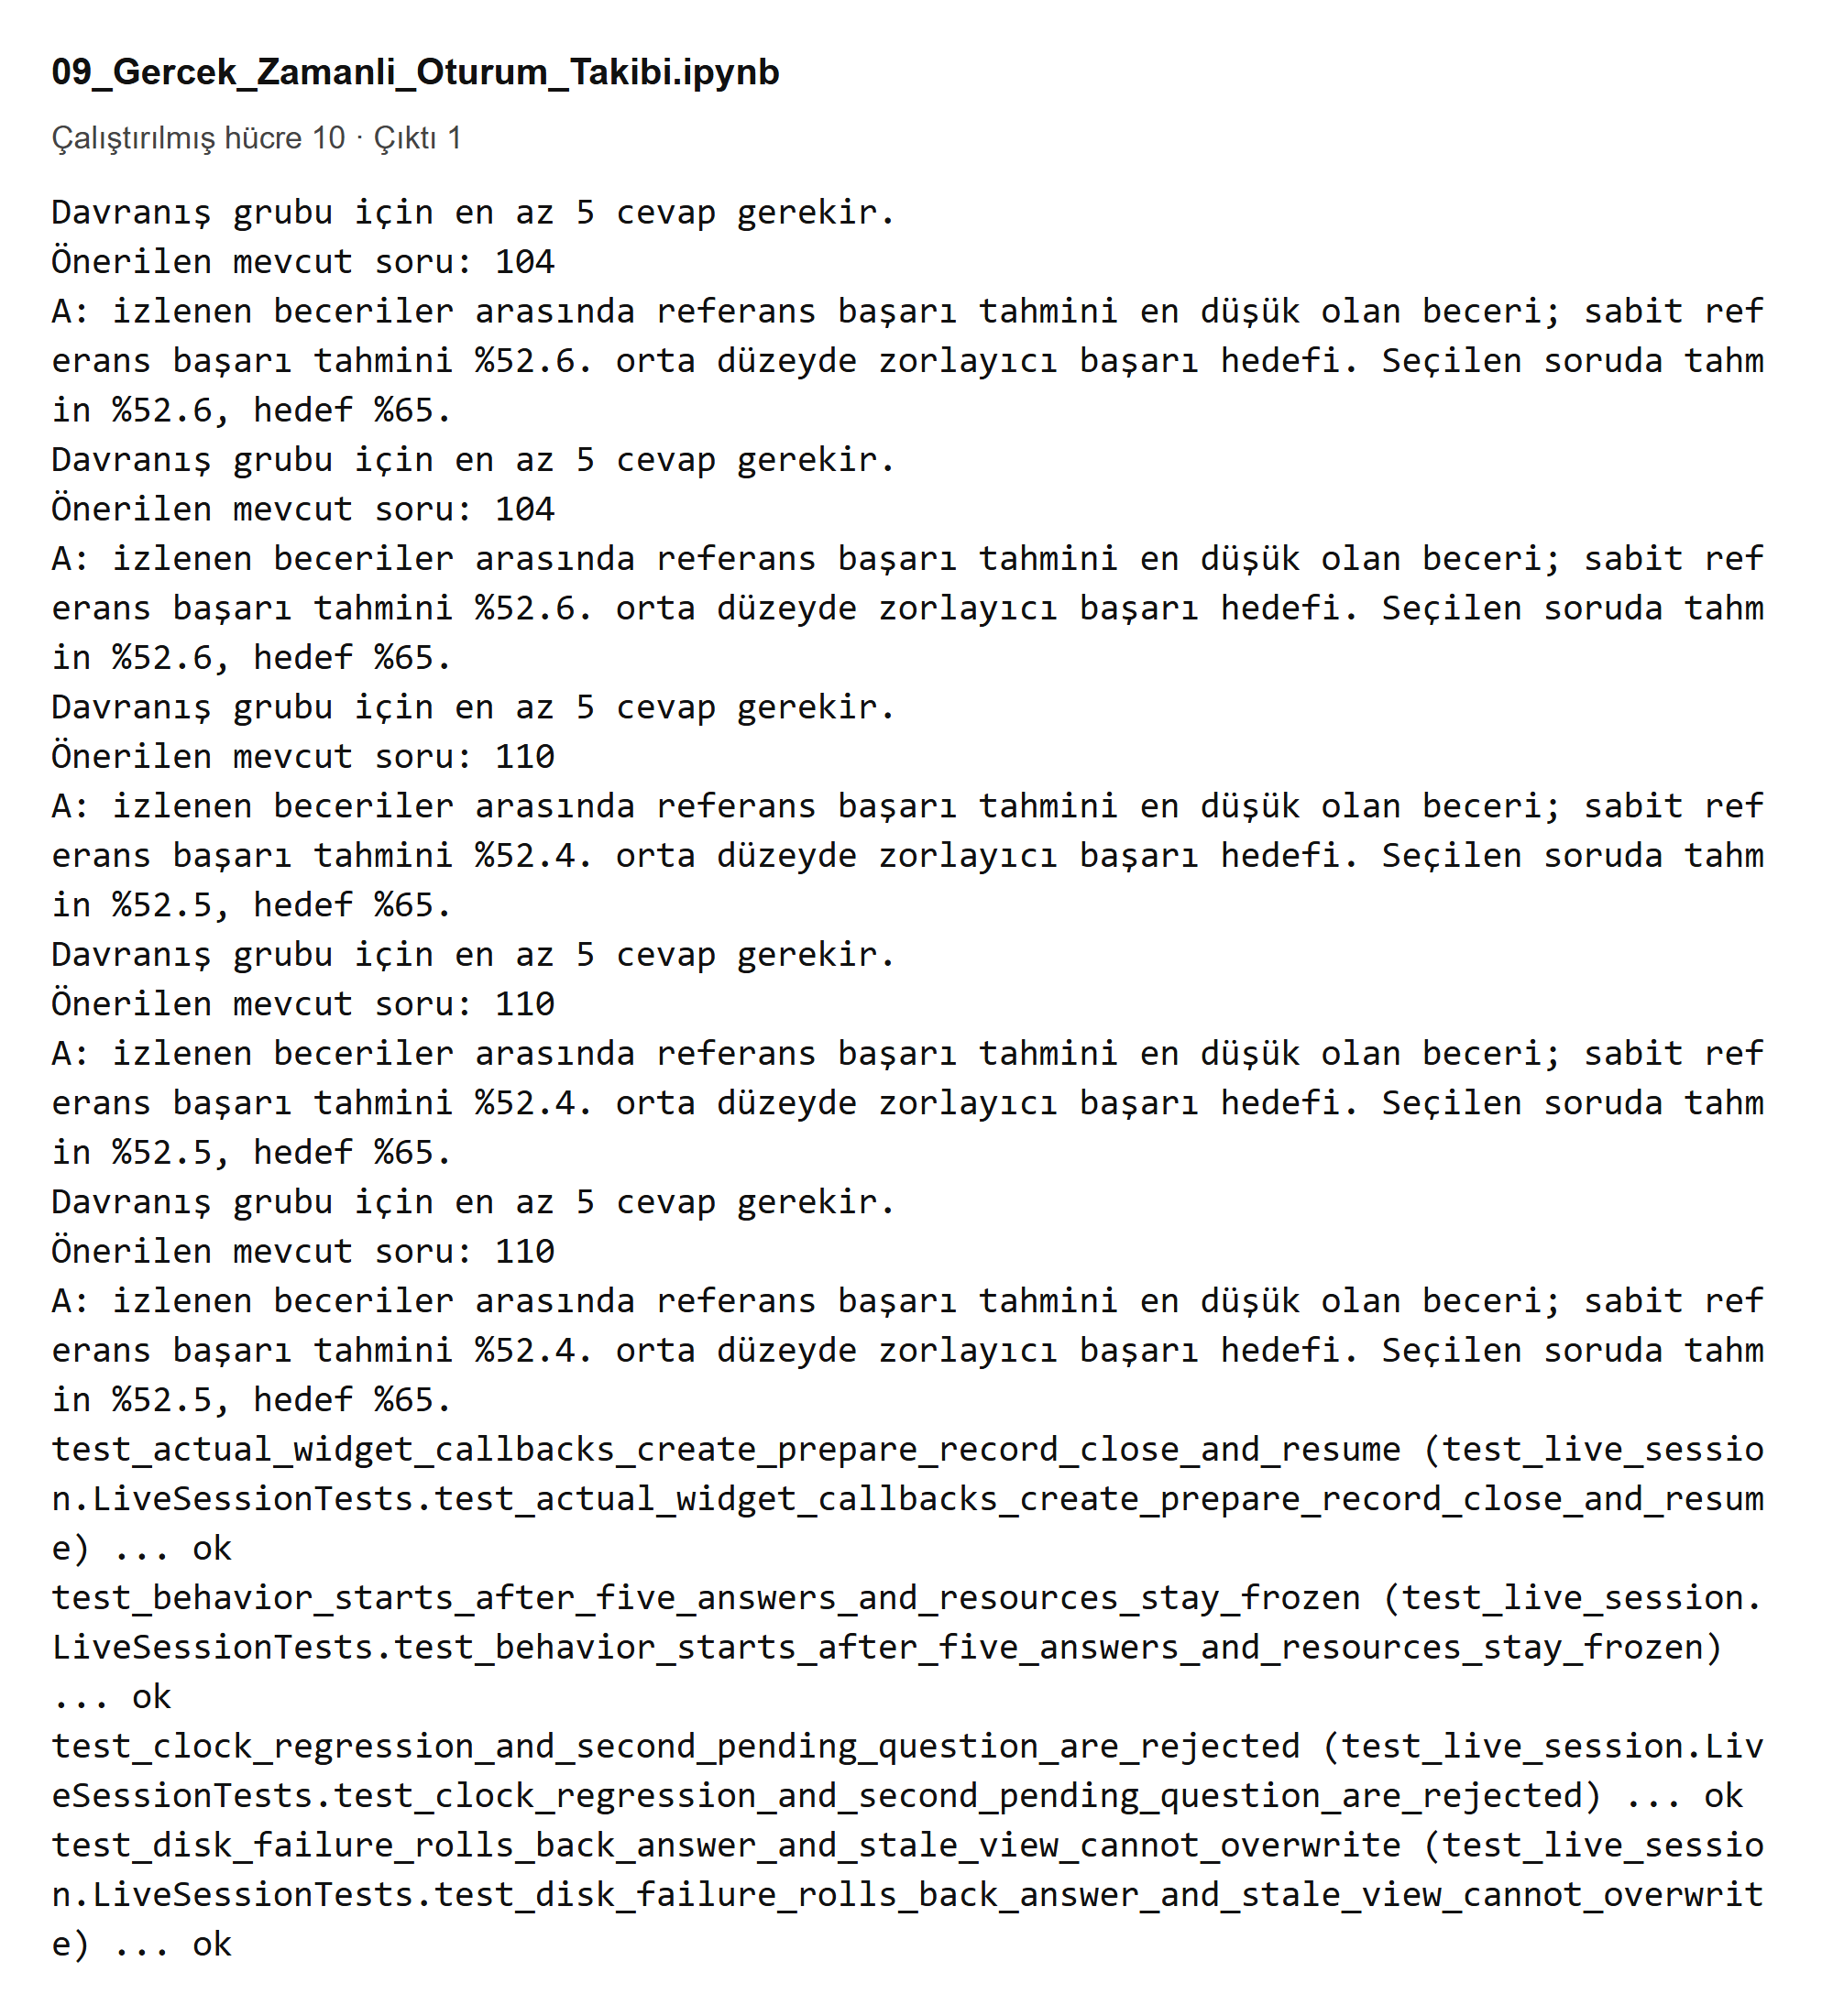 09_Gercek_Zamanli_Oturum_Takibi.ipynb
Çalıştırılmış hücre 10 · Çıktı 1
Davranış grubu için en az 5 cevap gerekir.
Önerilen mevcut soru: 104
A: izlenen beceriler arasında referans başarı tahmini en düşük olan beceri; sabit ref
erans başarı tahmini %52.6. orta düzeyde zorlayıcı başarı hedefi. Seçilen soruda tahm
in %52.6, hedef %65.
Davranış grubu için en az 5 cevap gerekir.
Önerilen mevcut soru: 104
A: izlenen beceriler arasında referans başarı tahmini en düşük olan beceri; sabit ref
erans başarı tahmini %52.6. orta düzeyde zorlayıcı başarı hedefi. Seçilen soruda tahm
in %52.6, hedef %65.
Davranış grubu için en az 5 cevap gerekir.
Önerilen mevcut soru: 110
A: izlenen beceriler arasında referans başarı tahmini en düşük olan beceri; sabit ref
erans başarı tahmini %52.4. orta düzeyde zorlayıcı başarı hedefi. Seçilen soruda tahm
in %52.5, hedef %65.
Davranış grubu için en az 5 cevap gerekir.
Önerilen mevcut soru: 110
A: izlenen beceriler arasında referans başarı tahmini en düşük olan beceri; sabit ref
erans başarı tahmini %52.4. orta düzeyde zorlayıcı başarı hedefi. Seçilen soruda tahm
in %52.5, hedef %65.
Davranış grubu için en az 5 cevap gerekir.
Önerilen mevcut soru: 110
A: izlenen beceriler arasında referans başarı tahmini en düşük olan beceri; sabit ref
erans başarı tahmini %52.4. orta düzeyde zorlayıcı başarı hedefi. Seçilen soruda tahm
in %52.5, hedef %65.
test_actual_widget_callbacks_create_prepare_record_close_and_resume (test_live_sessio
n.LiveSessionTests.test_actual_widget_callbacks_create_prepare_record_close_and_resum
e) ... ok
test_behavior_starts_after_five_answers_and_resources_stay_frozen (test_live_session.
LiveSessionTests.test_behavior_starts_after_five_answers_and_resources_stay_frozen)
... ok
test_clock_regression_and_second_pending_question_are_rejected (test_live_session.Liv
eSessionTests.test_clock_regression_and_second_pending_question_are_rejected) ... ok
test_disk_failure_rolls_back_answer_and_stale_view_cannot_overwrite (test_live_sessio
n.LiveSessionTests.test_disk_failure_rolls_back_answer_and_stale_view_cannot_overwrit
e) ... ok